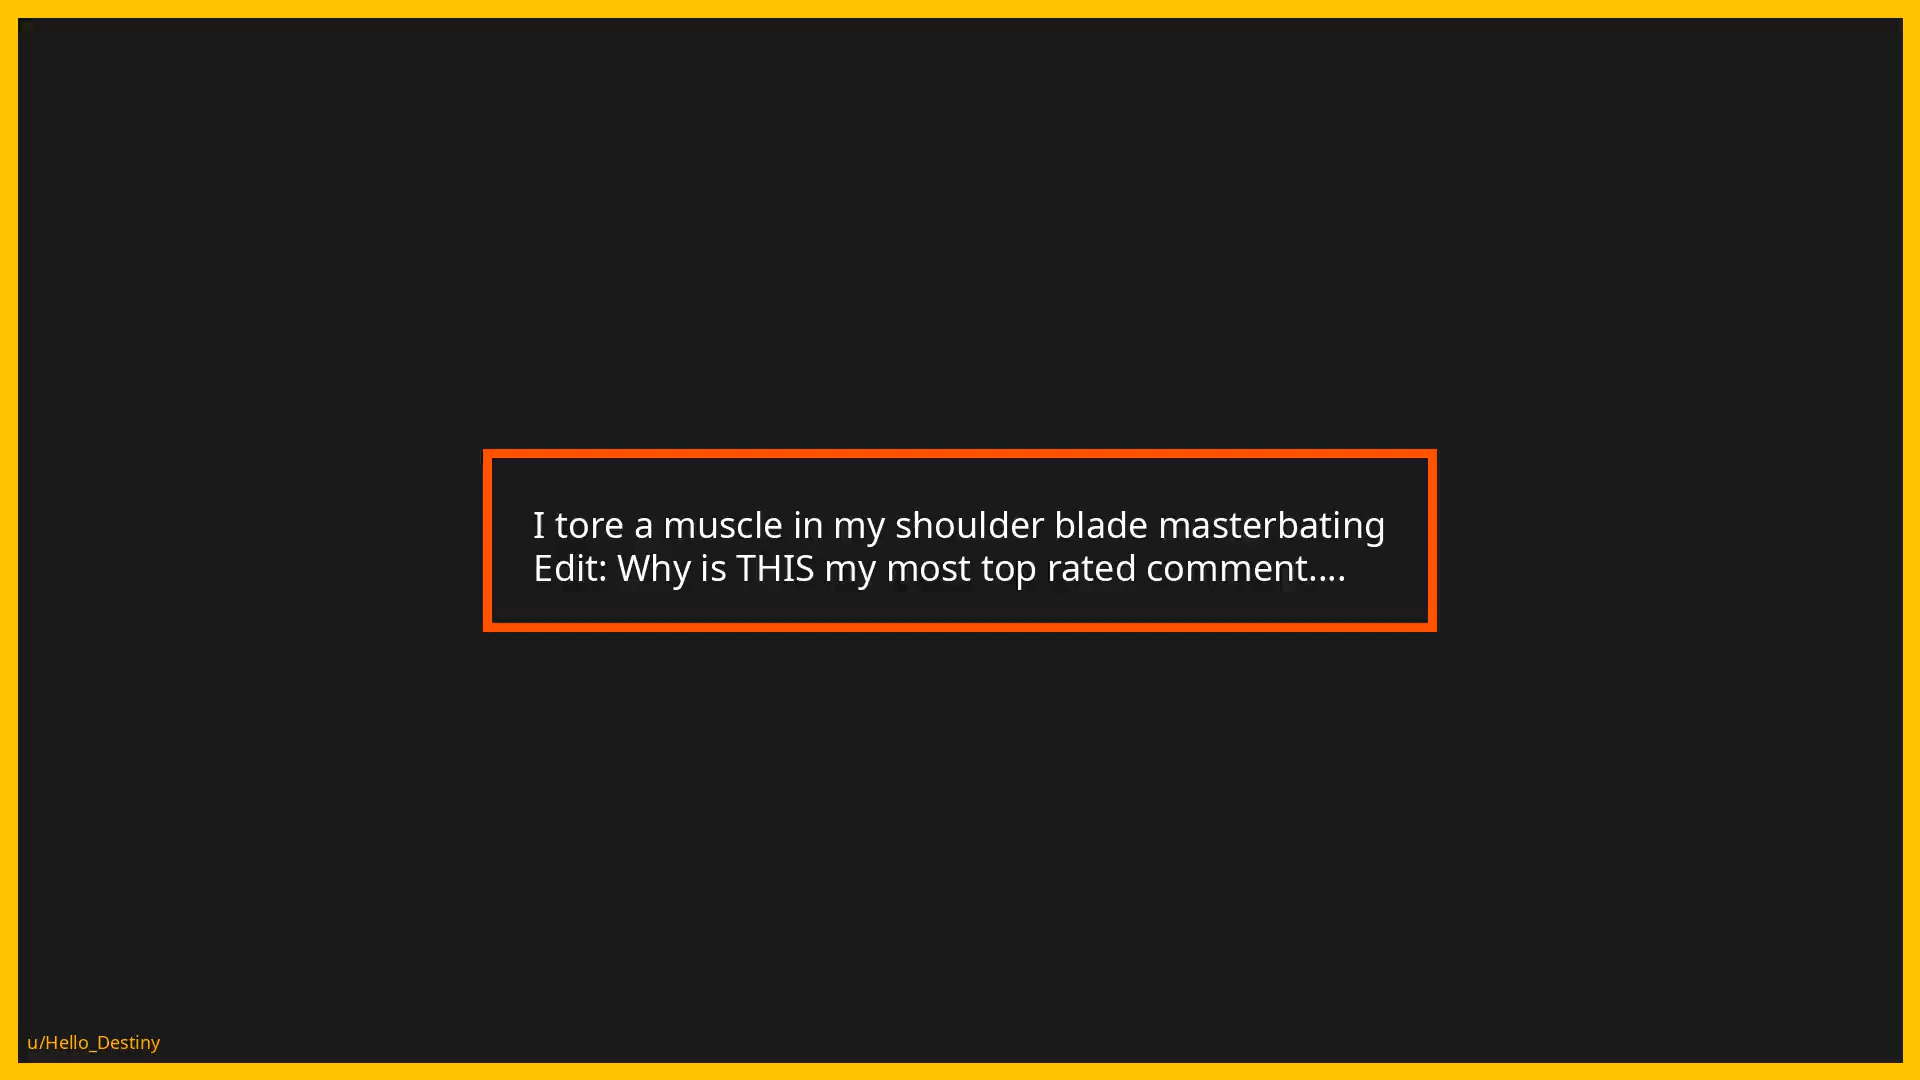 I tore a muscle in my shoulder blade masterbating
Edit: Why is THIS my most top rated comment....
u/Hello_Destiny